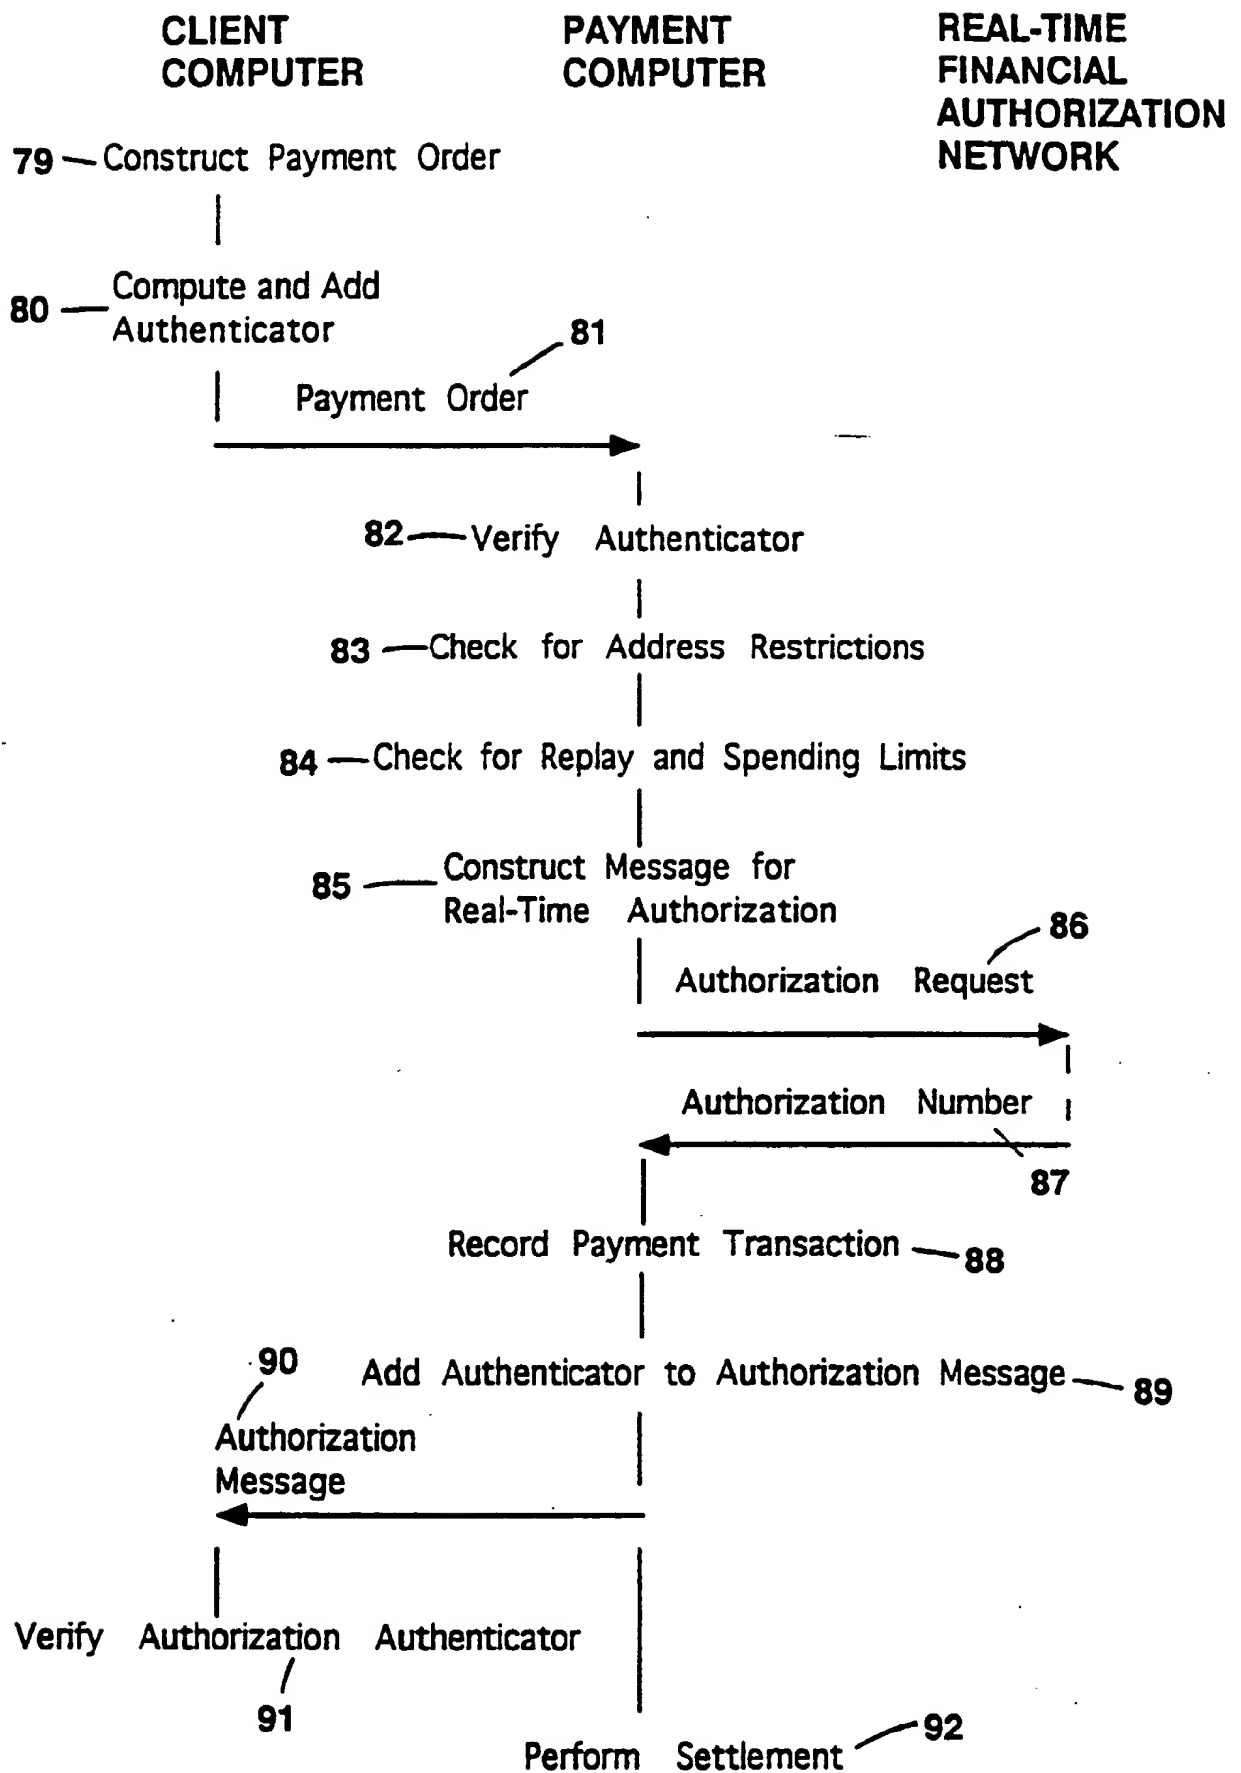 CLIENT
COMPUTER
PAYMENT
COMPUTER
REAL-TIME
FINANCIAL
AUTHORIZATION
NETWORK
79 Construct Payment Order
80 Compute and Add
Authenticator
81
Payment Order
82 Verify Authenticator
83 Check for Address Restrictions
84 Check for Replay and Spending Limits
85 Construct Message for
Real-Time Authorization
86
Authorization Request
Authorization Number
87
Record Payment Transaction 88
90
Add Authenticator to Authorization Message 89
Authorization
Message
Verify Authorization Authenticator
91
92
Perform Settlement